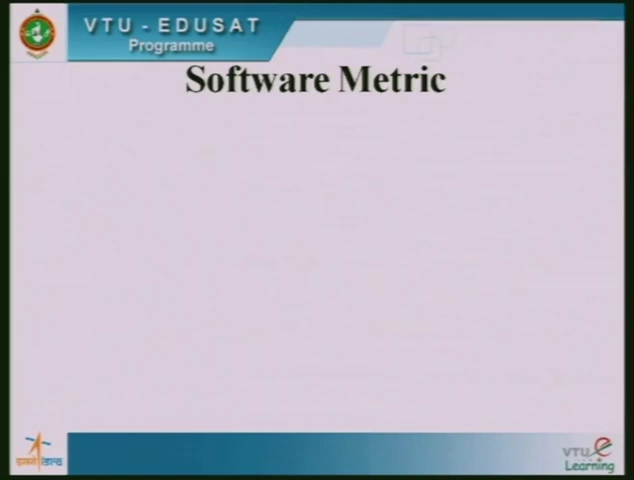 VTU - EDUSAT
Programme
Software Metric
VTU
Learning